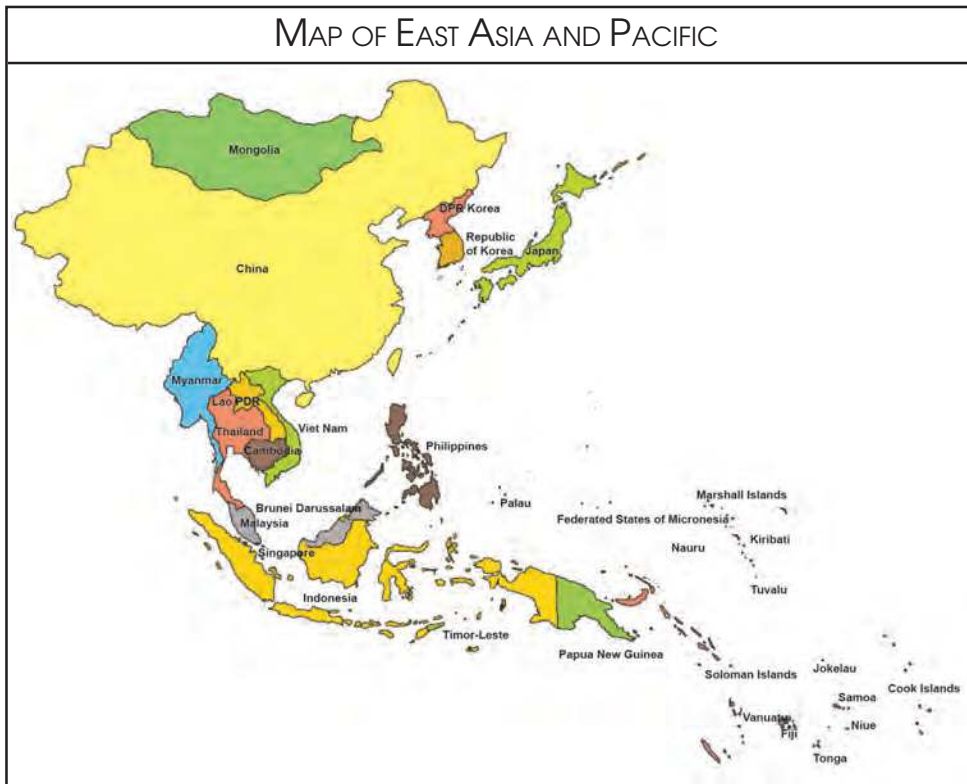 MAP OF EAST ASIA AND PACIFIC
Mongolia
DPR Korea
Republic
of Korea
Japan
China
Myanmar
Lao PDR
Thailand
Viet Nam
Cambodia
Philippines
Brunei Darussalam
Malaysia
Singapore
Indonesia
Timor-Leste
Palau
Marshall Islands
Federated States of Micronesia
Kiribati
Nauru
Tuvalu
Papua New Guinea
Soloman Islands
Jokelau
Cook Islands
Samoa
Vanuatu
Fiji
Niue
Tonga